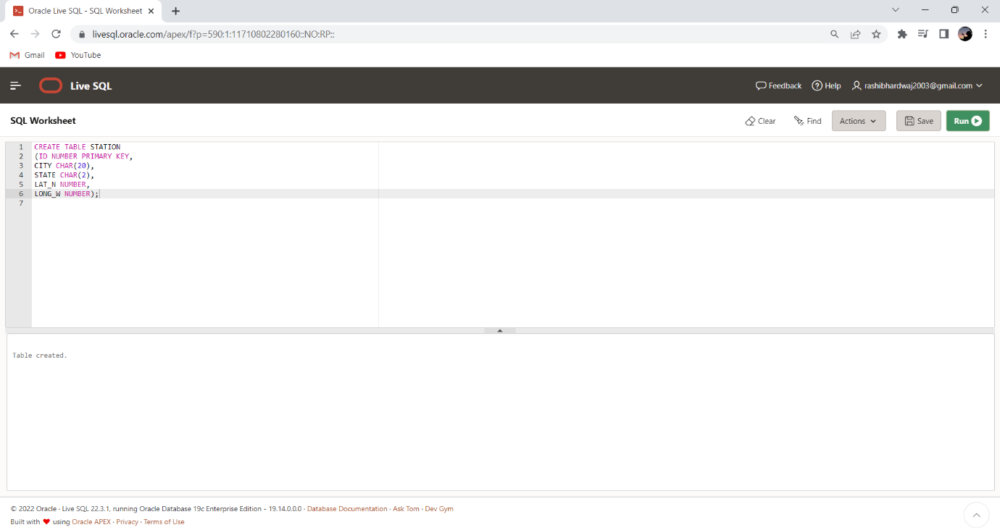 Oracle Live SQL - SQL Worksheet
livesql.oracle.com/apex/f?p=590:1:11710802280160::NO:RP::
Gmail YouTube
Live SQL Feedback Help rashibhardwaj2003@gmail.com
SQL Worksheet Clear Find Actions Save Run
1 CREATE TABLE STATION
2 (ID NUMBER PRIMARY KEY,
3 CITY CHAR(20),
4 STATE CHAR(2),
5 LAT_N NUMBER,
6 LONG_W NUMBER);
7
Table created.
© 2022 Oracle · Live SQL 22.3.1, running Oracle Database 19c Enterprise Edition - 19.14.0.0.0 · Database Documentation · Ask Tom · Dev Gym
Built with ❤ using Oracle APEX · Privacy · Terms of Use